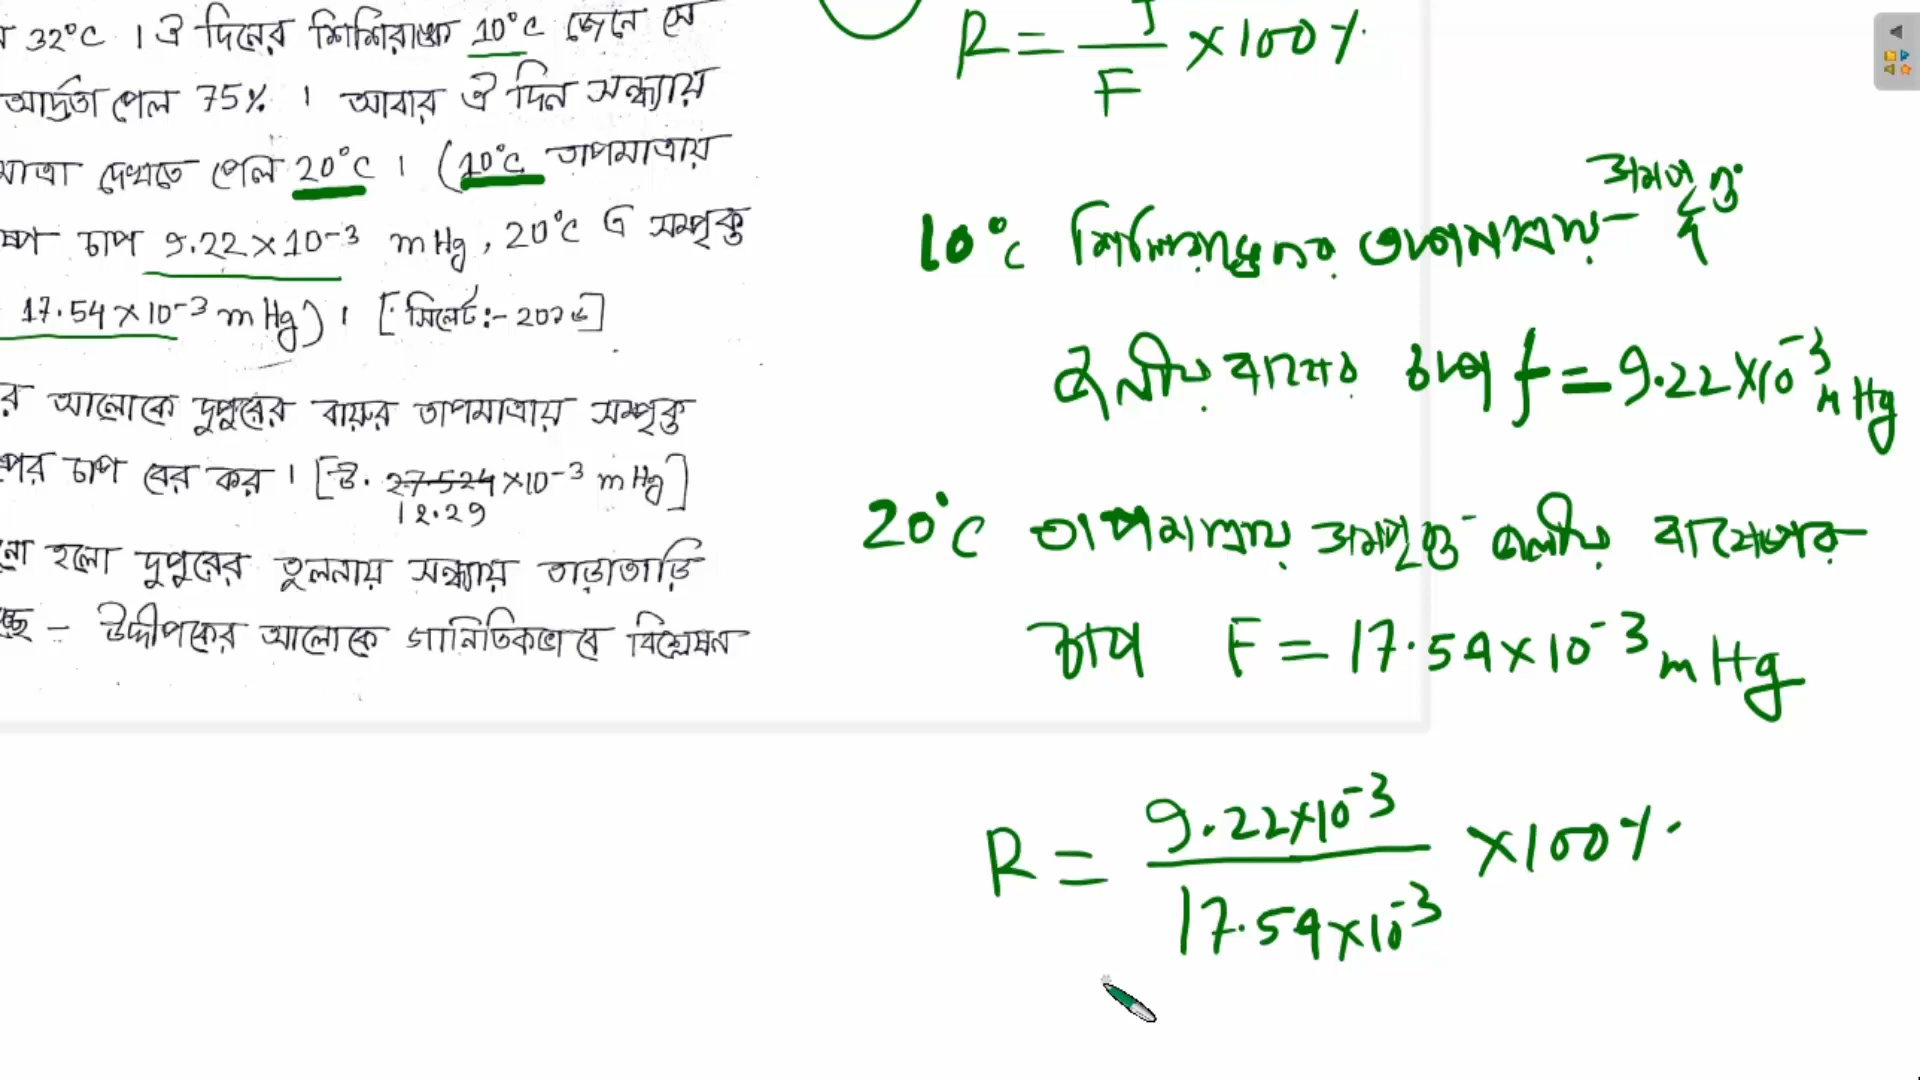 32°C । ঐ দিনের শিশিরাঙ্ক 10°C জেনে সে
আর্দ্রতা পেল 75% । আবার ঐ দিন সন্ধ্যায়
মাত্রা দেখতে পেল 20°C । (10°C তাপমাত্রায়
চাপ 9.22×10⁻³ mHg, 20°C এ সম্পৃক্ত
17.54×10⁻³ mHg) । [সিলেট:-
র আলোকে দুপুরের বায়ুর তাপমাত্রায় সম্পৃক্ত
পের চাপ বের কর । [উ. 27.524×10⁻³ mHg]
12.29
হলো দুপুরের তুলনায় সন্ধ্যায় তাড়াতাড়ি
চ্ছে – উদ্দীপকের আলোকে গানিতিকভাবে বিশ্লেষণ
R = f/F ×100%
10°C শিশিরাঙ্কের তাপমাত্রায় সম্পৃক্ত
জলীয় বাষ্পের চাপ f = 9.22×10⁻³ mHg
20°C তাপমাত্রায় সম্পৃক্ত জলীয় বাষ্পের
চাপ F = 17.54×10⁻³ mHg
R = 9.22×10⁻³/17.54×10⁻³ ×100%